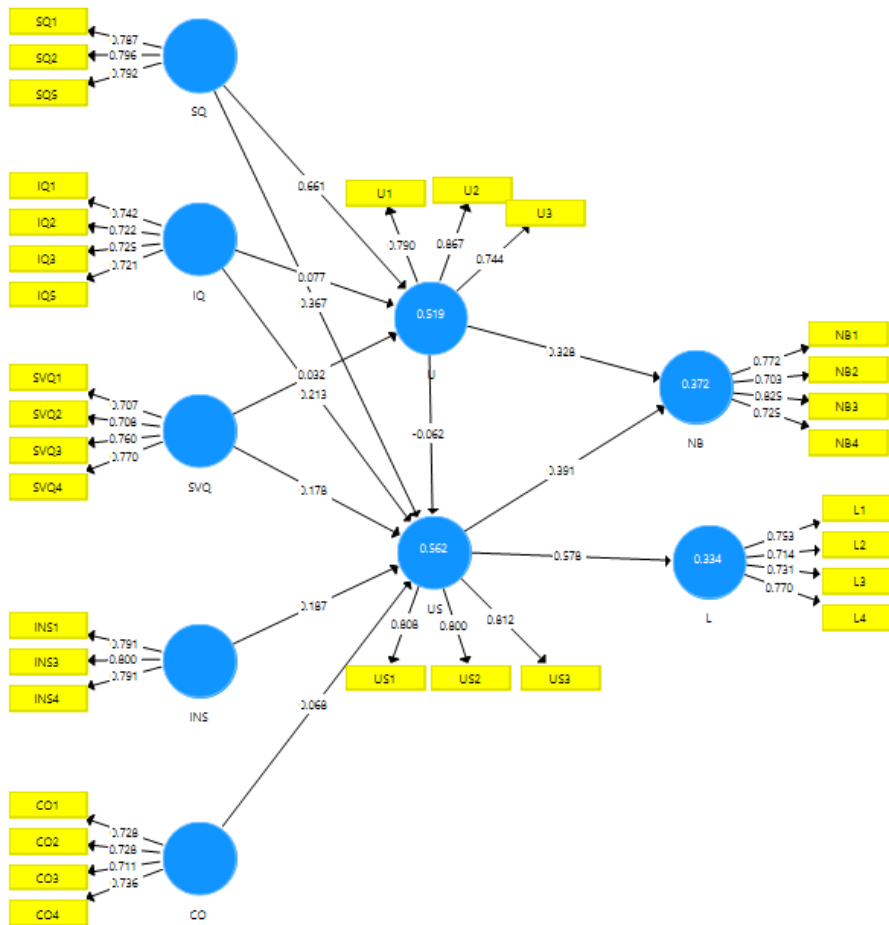 SQ1
0.787
SQ2
0.796
SQ5
0.792
SQ
0.661
0.367
IQ1
0.742
IQ2
0.722
IQ3
0.725
IQ5
0.721
IQ
0.077
0.213
U1
U2
U3
0.790
0.867
0.744
0.519
U
0.328
-0.062
SVQ1
0.707
SVQ2
0.708
SVQ3
0.760
SVQ4
0.770
SVQ
0.032
0.178
0.372
NB
0.772
NB1
0.703
NB2
0.825
NB3
0.725
NB4
0.391
0.562
US
0.578
0.334
L
0.753
L1
0.714
L2
0.731
L3
0.770
L4
0.808
0.800
0.812
US1
US2
US3
INS1
0.791
INS3
0.800
INS4
0.791
INS
0.187
0.068
CO1
0.728
CO2
0.728
CO3
0.711
CO4
0.736
CO